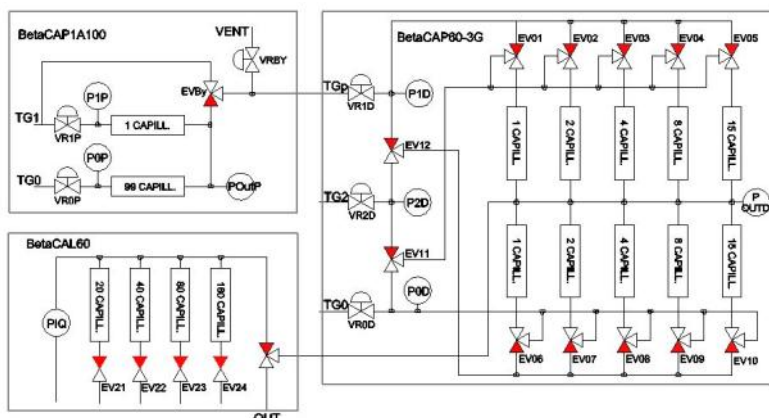 BetaCAP1A100
VENT
VRBY
EVBy
P1P
TG1
VR1P
1 CAPILL.
P0P
TG0
VR0P
99 CAPILL.
POutP
BetaCAP60-3G
EV01
EV02
EV03
EV04
EV05
TGp
VR1D
P1D
1 CAPILL.
2 CAPILL.
4 CAPILL.
8 CAPILL.
15 CAPILL.
EV12
TG2
VR2D
P2D
P
OUTD
EV11
1 CAPILL.
2 CAPILL.
4 CAPILL.
8 CAPILL.
15 CAPILL.
TG0
VR0D
P0D
EV06
EV07
EV08
EV09
EV10
BetaCAL60
PIQ
20 CAPILL.
40 CAPILL.
80 CAPILL.
160 CAPILL.
EV21
EV22
EV23
EV24
OUT